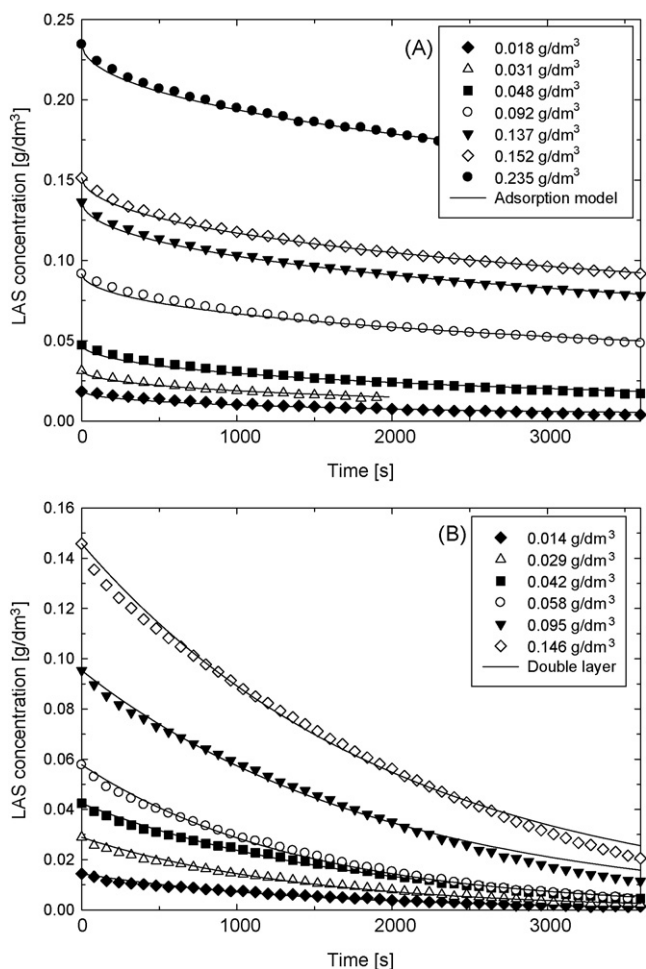 0.25
0.20
0.15
0.10
0.05
0.00
LAS concentration [g/dm³]
(A)
0.018 g/dm³
0.031 g/dm³
0.048 g/dm³
0.092 g/dm³
0.137 g/dm³
0.152 g/dm³
0.235 g/dm³
Adsorption model
0 1000 2000 3000
Time [s]
0.16
0.14
0.12
0.10
0.08
0.06
0.04
0.02
0.00
LAS concentration [g/dm³]
(B)
0.014 g/dm³
0.029 g/dm³
0.042 g/dm³
0.058 g/dm³
0.095 g/dm³
0.146 g/dm³
Double layer
0 1000 2000 3000
Time [s]